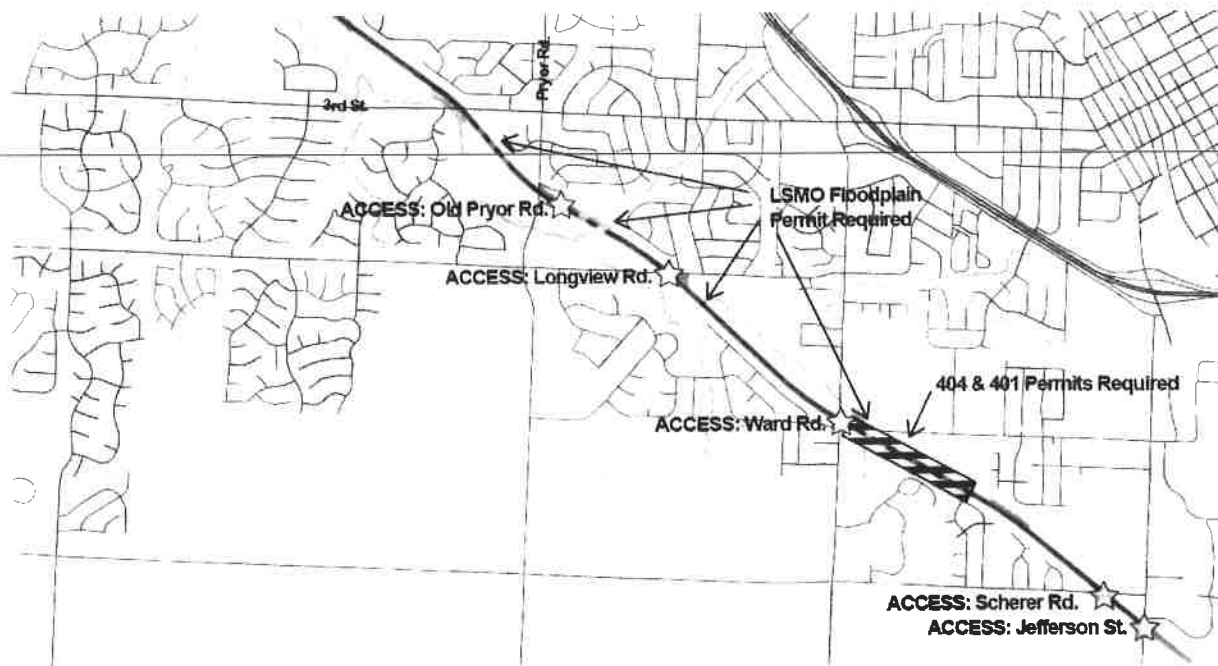 Pryor Rd.
3rd St.
LSMO Floodplain
Permit Required
ACCESS: Old Pryor Rd.
ACCESS: Longview Rd.
404 & 401 Permits Required
ACCESS: Ward Rd.
ACCESS: Scherer Rd.
ACCESS: Jefferson St.